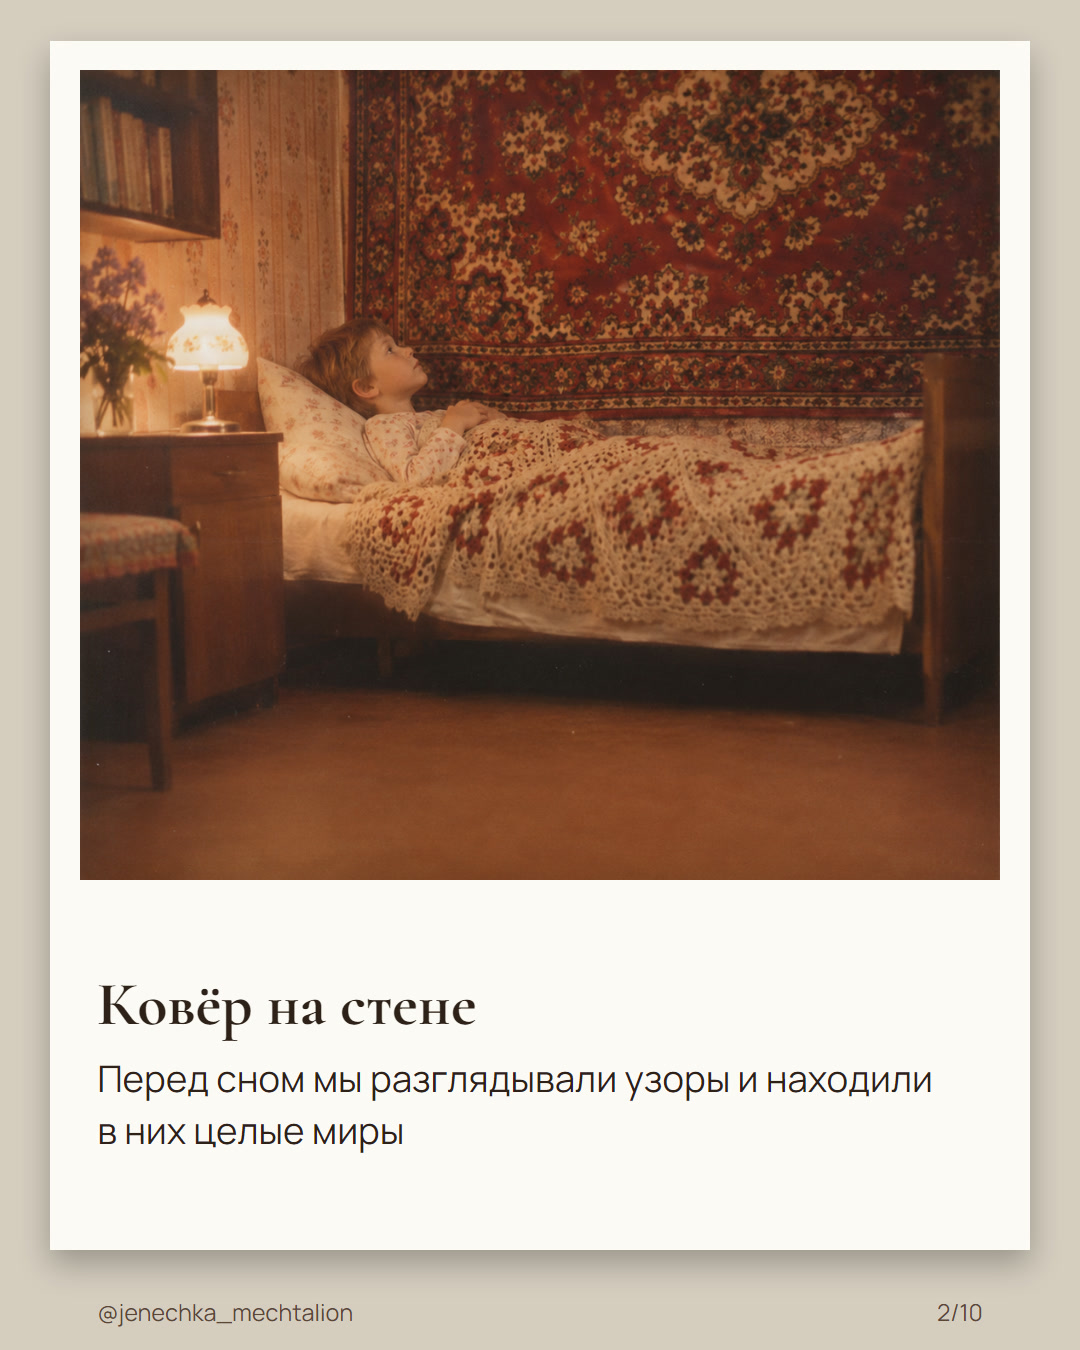 Ковёр на стене
Перед сном мы разглядывали узоры и находили
в них целые миры
@jenechka_mechtalion
2/10